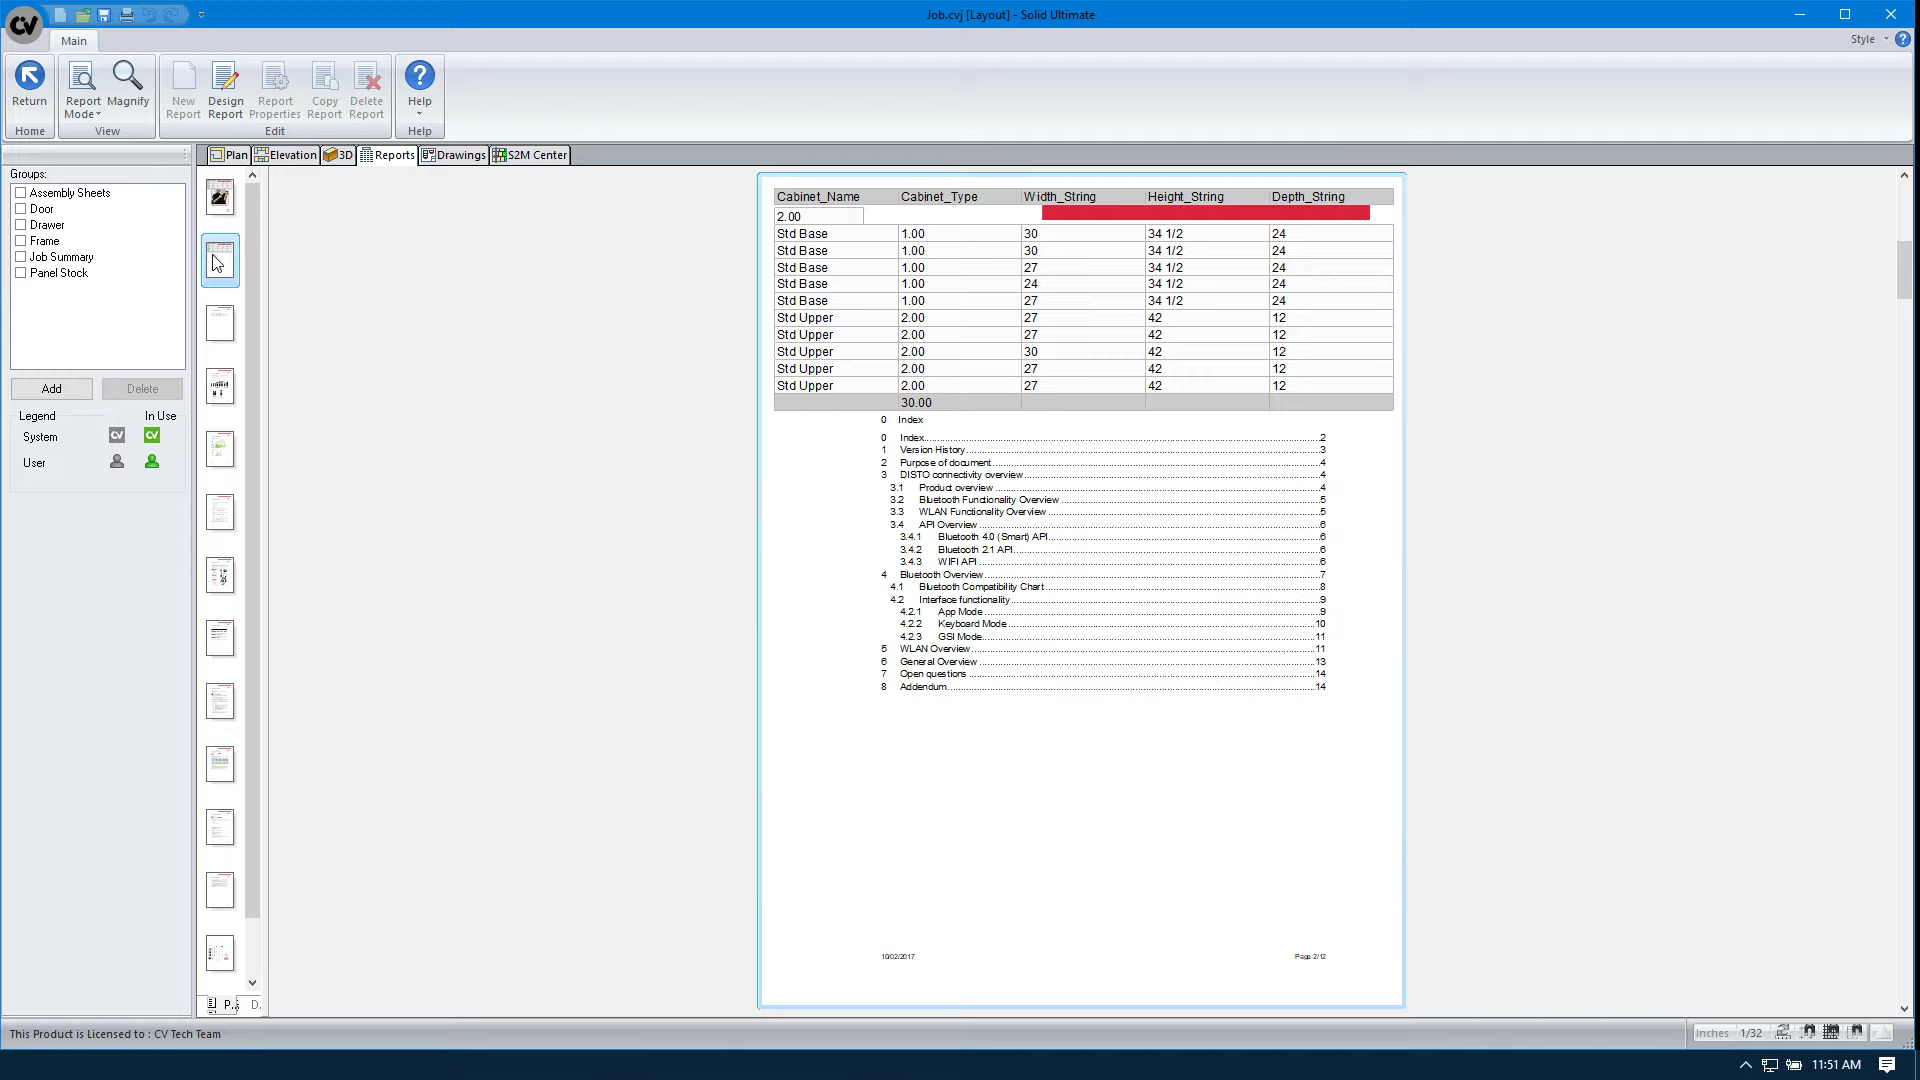 CV
Job.cvj [Layout] - Solid Ultimate
Main
Style
Return
Report Mode
Magnify
New Report
Design Report
Report Properties
Copy Report
Delete Report
Help
Home
View
Edit
Help
Plan
Elevation
3D
Reports
Drawings
S2M Center
Groups:
Assembly Sheets
Door
Drawer
Frame
Job Summary
Panel Stock
Add
Delete
Legend In Use
System CV CV
User
Cabinet_Name Cabinet_Type Width_String Height_String Depth_String
2.00
Std Base 1.00 30 34 1/2 24
Std Base 1.00 30 34 1/2 24
Std Base 1.00 27 34 1/2 24
Std Base 1.00 24 34 1/2 24
Std Base 1.00 27 34 1/2 24
Std Upper 2.00 27 42 12
Std Upper 2.00 27 42 12
Std Upper 2.00 30 42 12
Std Upper 2.00 27 42 12
Std Upper 2.00 27 42 12
30.00
0 Index
0 Index 2
1 Version History 3
2 Purpose of document 4
3 DISTO connectivity overview 4
3.1 Product overview 4
3.2 Bluetooth Functionality Overview 5
3.3 WLAN Functionality Overview 5
3.4 API Overview 6
3.4.1 Bluetooth 4.0 (Smart) API 6
3.4.2 Bluetooth 2.1 API 6
3.4.3 WIFI API 6
4 Bluetooth Overview 7
4.1 Bluetooth Compatibility Chart 8
4.2 Interface functionality 9
4.2.1 App Mode 9
4.2.2 Keyboard Mode 10
4.2.3 GSI Mode 11
5 WLAN Overview 11
6 General Overview 13
7 Open questions 14
8 Addendum 14
10/02/2017 Page 2/12
P.
D.
This Product is Licensed to : CV Tech Team
Inches 1/32
11:51 AM